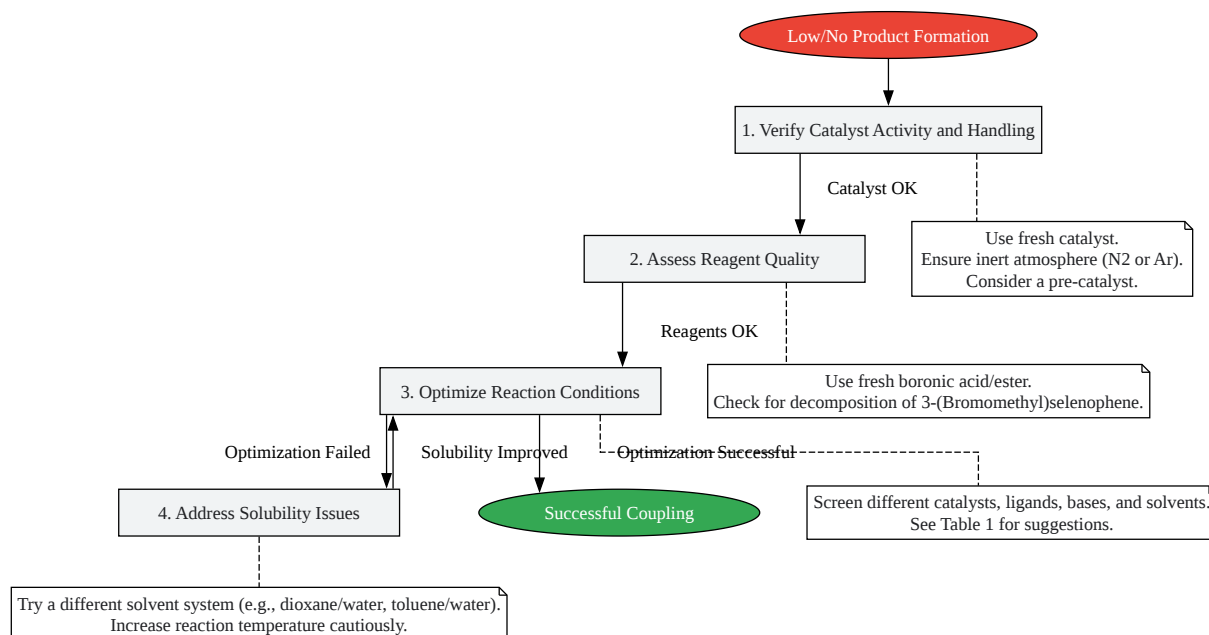 Low/No Product Formation
1. Verify Catalyst Activity and Handling
Catalyst OK
Use fresh catalyst.
Ensure inert atmosphere (N2 or Ar).
Consider a pre-catalyst.
2. Assess Reagent Quality
Reagents OK
Use fresh boronic acid/ester.
Check for decomposition of 3-(Bromomethyl)selenophene.
3. Optimize Reaction Conditions
Optimization Failed
Solubility Improved
Optimization Successful
4. Address Solubility Issues
Successful Coupling
Screen different catalysts, ligands, bases, and solvents.
See Table 1 for suggestions.
Try a different solvent system (e.g., dioxane/water, toluene/water).
Increase reaction temperature cautiously.